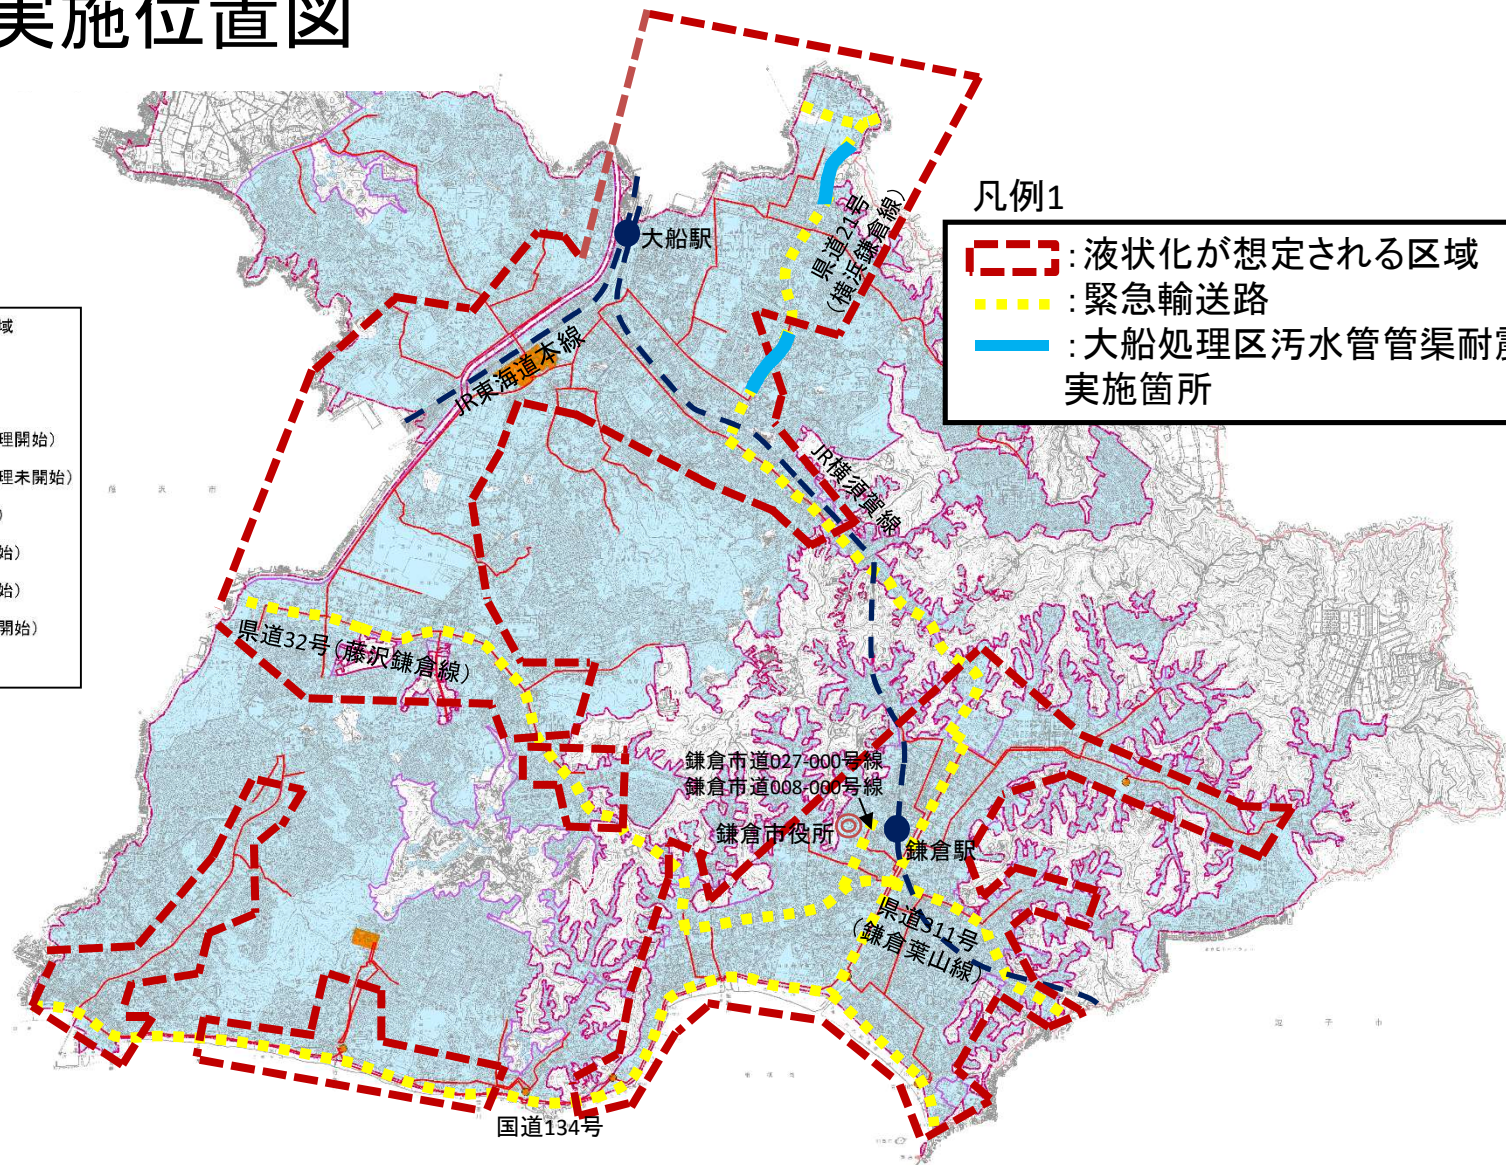 実施位置図
凡例1
：液状化が想定される区域
：緊急輸送路
：大船処理区汚水管管渠耐震
実施箇所
域
理開始）
理未開始）
）
始）
始）
開始）
大船駅
県道21号
（横浜鎌倉線）
JR東海道本線
JR横須賀線
藤沢市
県道32号（藤沢鎌倉線）
鎌倉市道027-000号線
鎌倉市道008-000号線
鎌倉市役所
鎌倉駅
県道311号
（鎌倉葉山線）
逗子市
国道134号